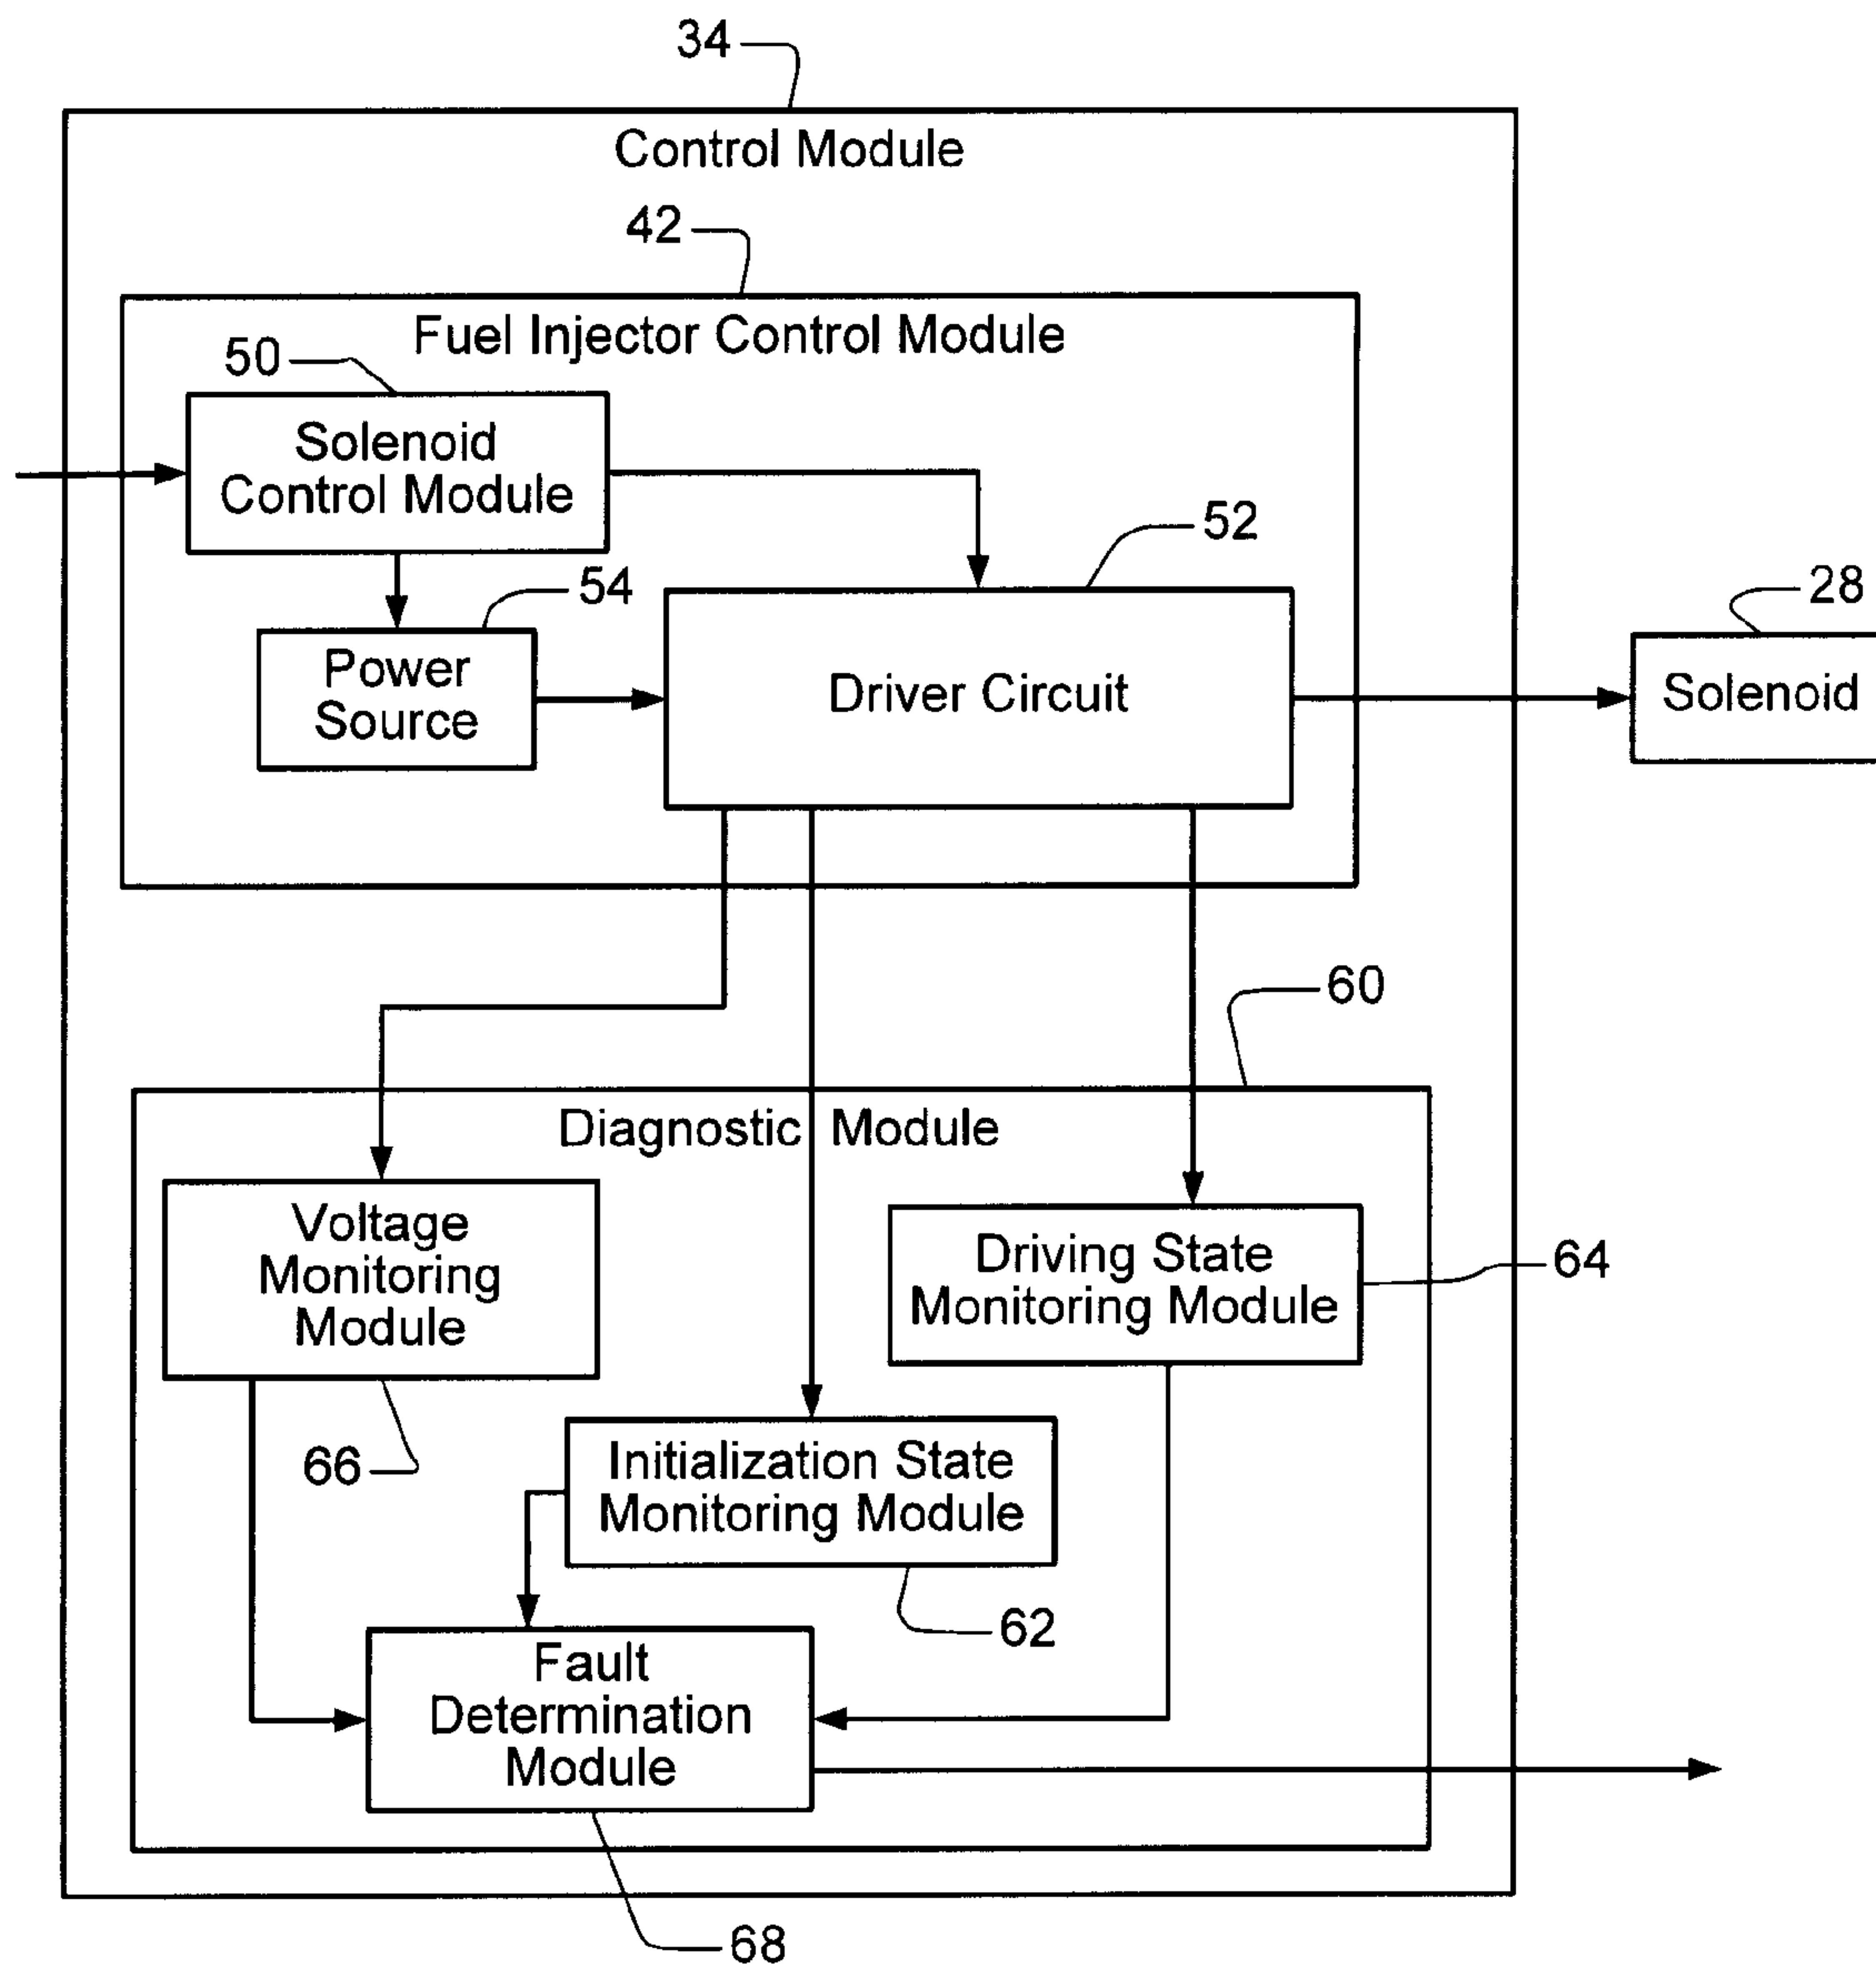 34
Control Module
42
Fuel Injector Control Module
50
Solenoid
Control Module
52
54
28
Power
Source
Driver Circuit
Solenoid
60
Diagnostic Module
Voltage
Monitoring
Module
Driving State
Monitoring Module
64
66
Initialization State
Monitoring Module
62
Fault
Determination
Module
68